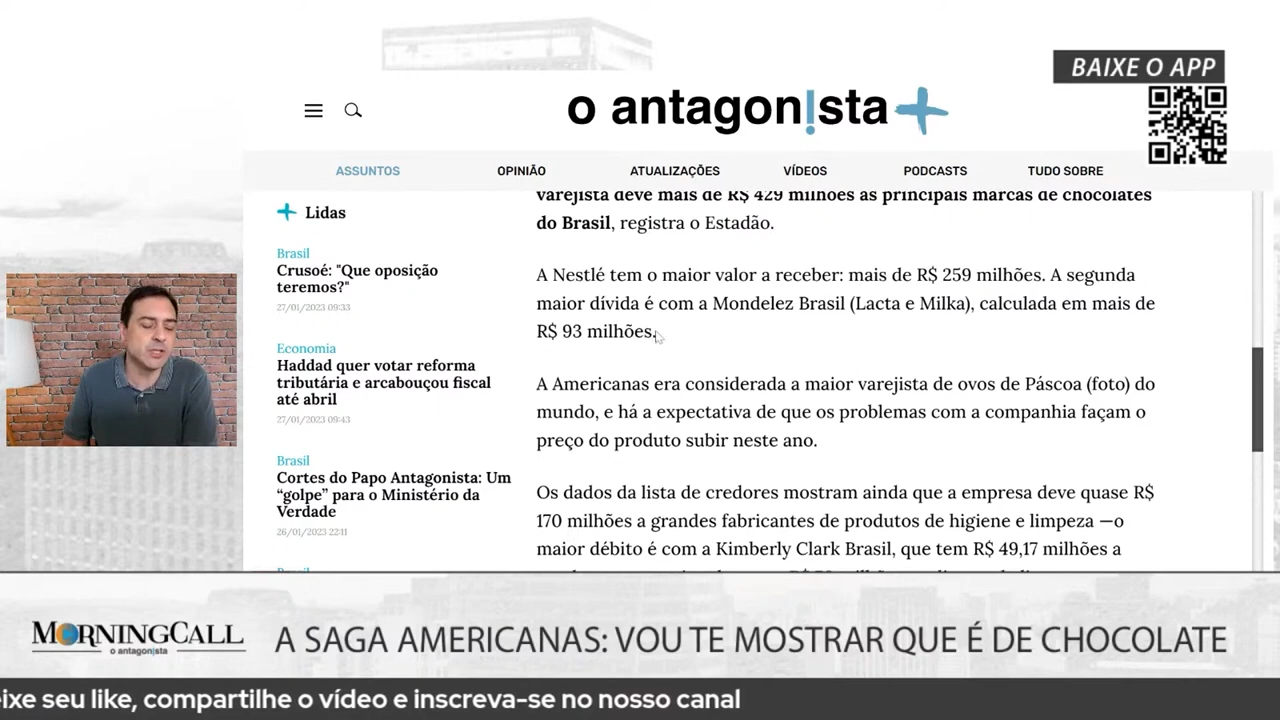 BAIXE O APP
o antagon!sta+
ASSUNTOS
OPINIÃO
ATUALIZAÇÕES
VÍDEOS
PODCASTS
TUDO SOBRE
+ Lidas
Brasil
Crusoé: "Que oposição
teremos?"
27/01/2023 09:33
Economia
Haddad quer votar reforma
tributária e arcabouçou fiscal
até abril
27/01/2023 09:43
Brasil
Cortes do Papo Antagonista: Um
“golpe” para o Ministério da
Verdade
26/01/2023 22:11
varejista deve mais de R$ 429 milhões às principais marcas de chocolates
do Brasil, registra o Estadão.
A Nestlé tem o maior valor a receber: mais de R$ 259 milhões. A segunda
maior dívida é com a Mondelez Brasil (Lacta e Milka), calculada em mais de
R$ 93 milhões.
A Americanas era considerada a maior varejista de ovos de Páscoa (foto) do
mundo, e há a expectativa de que os problemas com a companhia façam o
preço do produto subir neste ano.
Os dados da lista de credores mostram ainda que a empresa deve quase R$
170 milhões a grandes fabricantes de produtos de higiene e limpeza —o
maior débito é com a Kimberly Clark Brasil, que tem R$ 49,17 milhões a
MORNINGCALL
o antagon!sta
A SAGA AMERICANAS: VOU TE MOSTRAR QUE É DE CHOCOLATE
eixe seu like, compartilhe o vídeo e inscreva-se no nosso canal